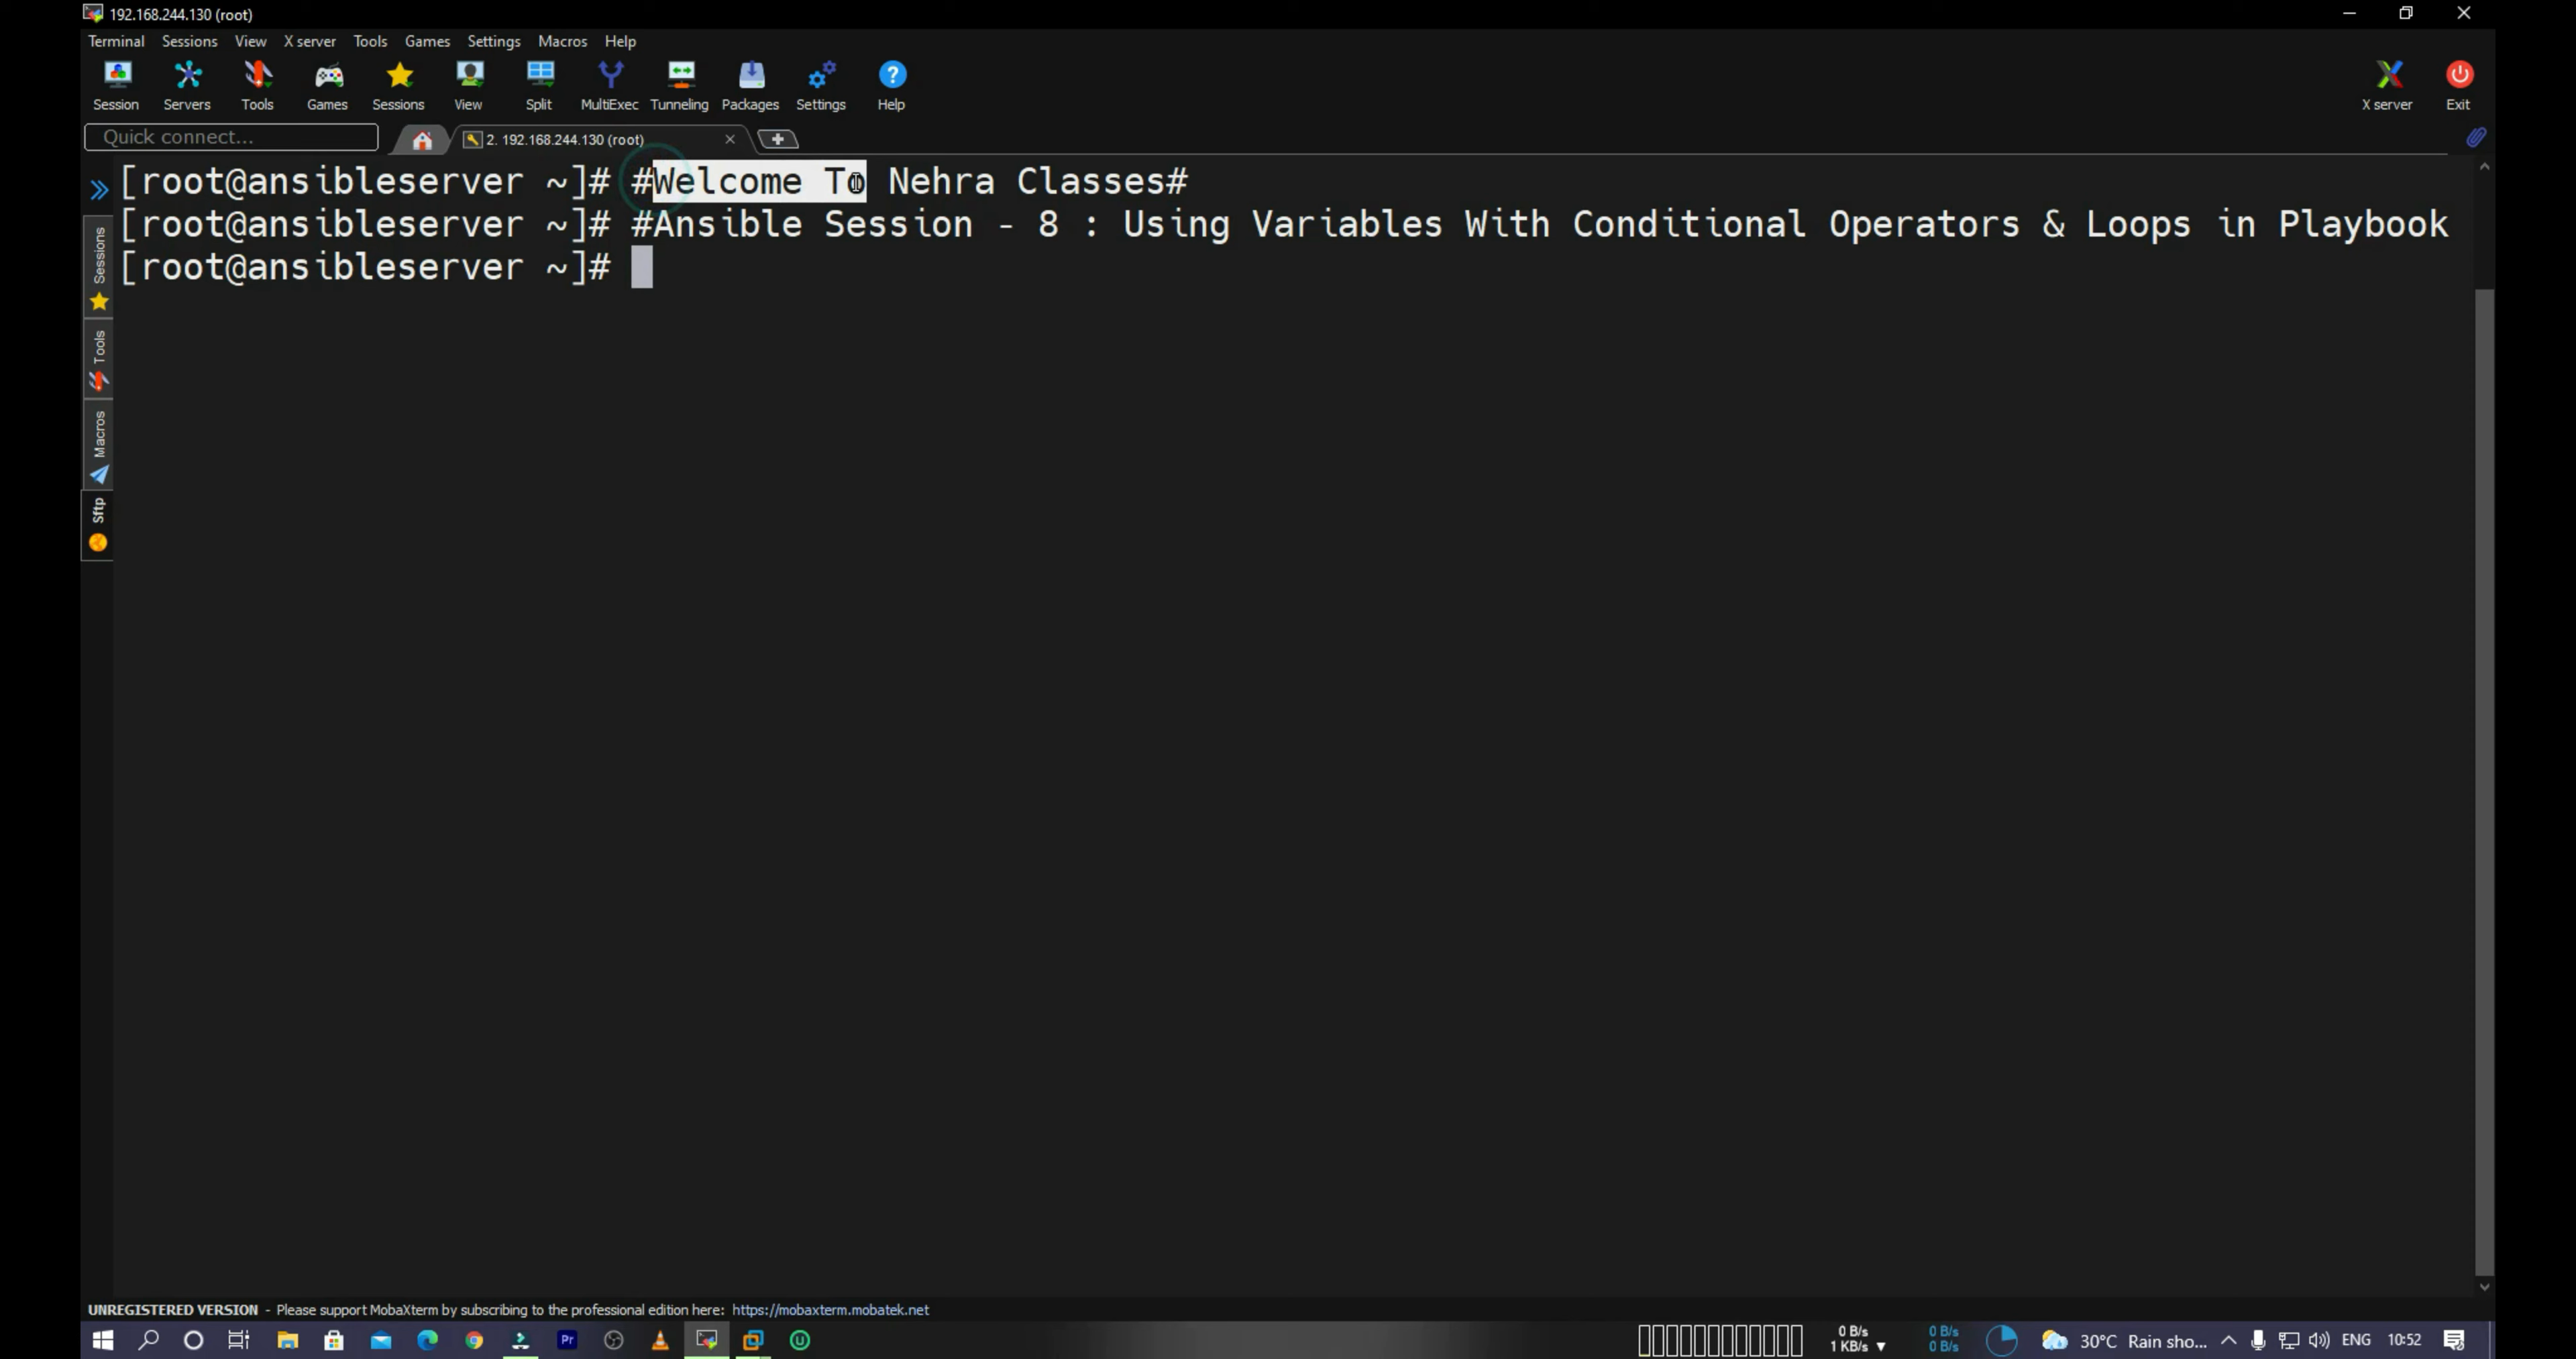 192.168.244.130 (root)
Terminal Sessions View X server Tools Games Settings Macros Help
Session Servers Tools Games Sessions View Split MultiExec Tunneling Packages Settings Help X server Exit
Quick connect... 2. 192.168.244.130 (root)
[root@ansibleserver ~]# #Welcome To Nehra Classes#
[root@ansibleserver ~]# #Ansible Session - 8 : Using Variables With Conditional Operators & Loops in Playbook
[root@ansibleserver ~]#
Sessions
Tools
Macros
Sftp
UNREGISTERED VERSION - Please support MobaXterm by subscribing to the professional edition here: https://mobaxterm.mobatek.net
Pr
0 B/s 0 B/s
1 KB/s 0 B/s
30°C Rain sho... ENG 10:52